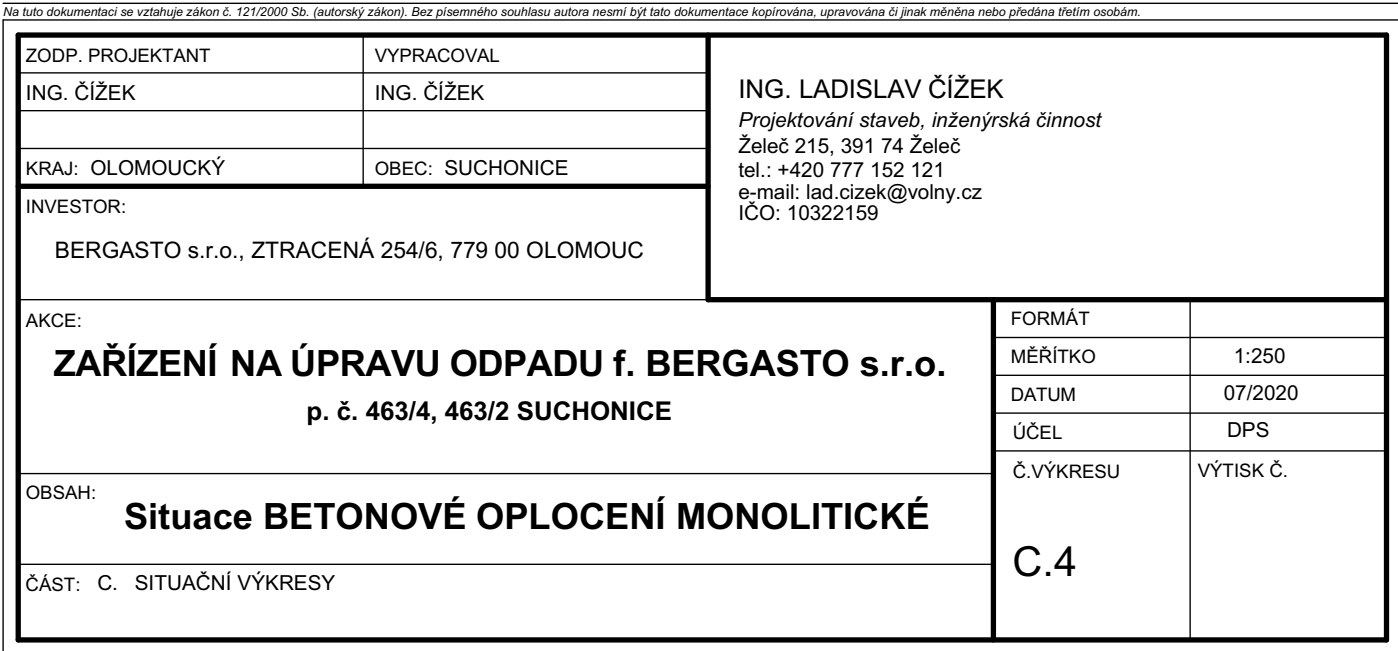 Na tuto dokumentaci se vztahuje zákon č. 121/2000 Sb. (autorský zákon). Bez písemného souhlasu autora nesmí být tato dokumentace kopírována, upravována či jinak měněna nebo předána třetím osobám.
ZODP. PROJEKTANT VYPRACOVAL
ING. ČÍŽEK ING. ČÍŽEK
KRAJ: OLOMOUCKÝ OBEC: SUCHONICE
ING. LADISLAV ČÍŽEK
Projektování staveb, inženýrská činnost
Želeč 215, 391 74 Želeč
tel.: +420 777 152 121
e-mail: lad.cizek@volny.cz
IČO: 10322159
INVESTOR:
BERGASTO s.r.o., ZTRACENÁ 254/6, 779 00 OLOMOUC
AKCE:
ZAŘÍZENÍ NA ÚPRAVU ODPADU f. BERGASTO s.r.o.
p. č. 463/4, 463/2 SUCHONICE
FORMÁT
MĚŘÍTKO 1:250
DATUM 07/2020
ÚČEL DPS
Č.VÝKRESU VÝTISK Č.
C.4
OBSAH:
Situace BETONOVÉ OPLOCENÍ MONOLITICKÉ
ČÁST: C. SITUAČNÍ VÝKRESY